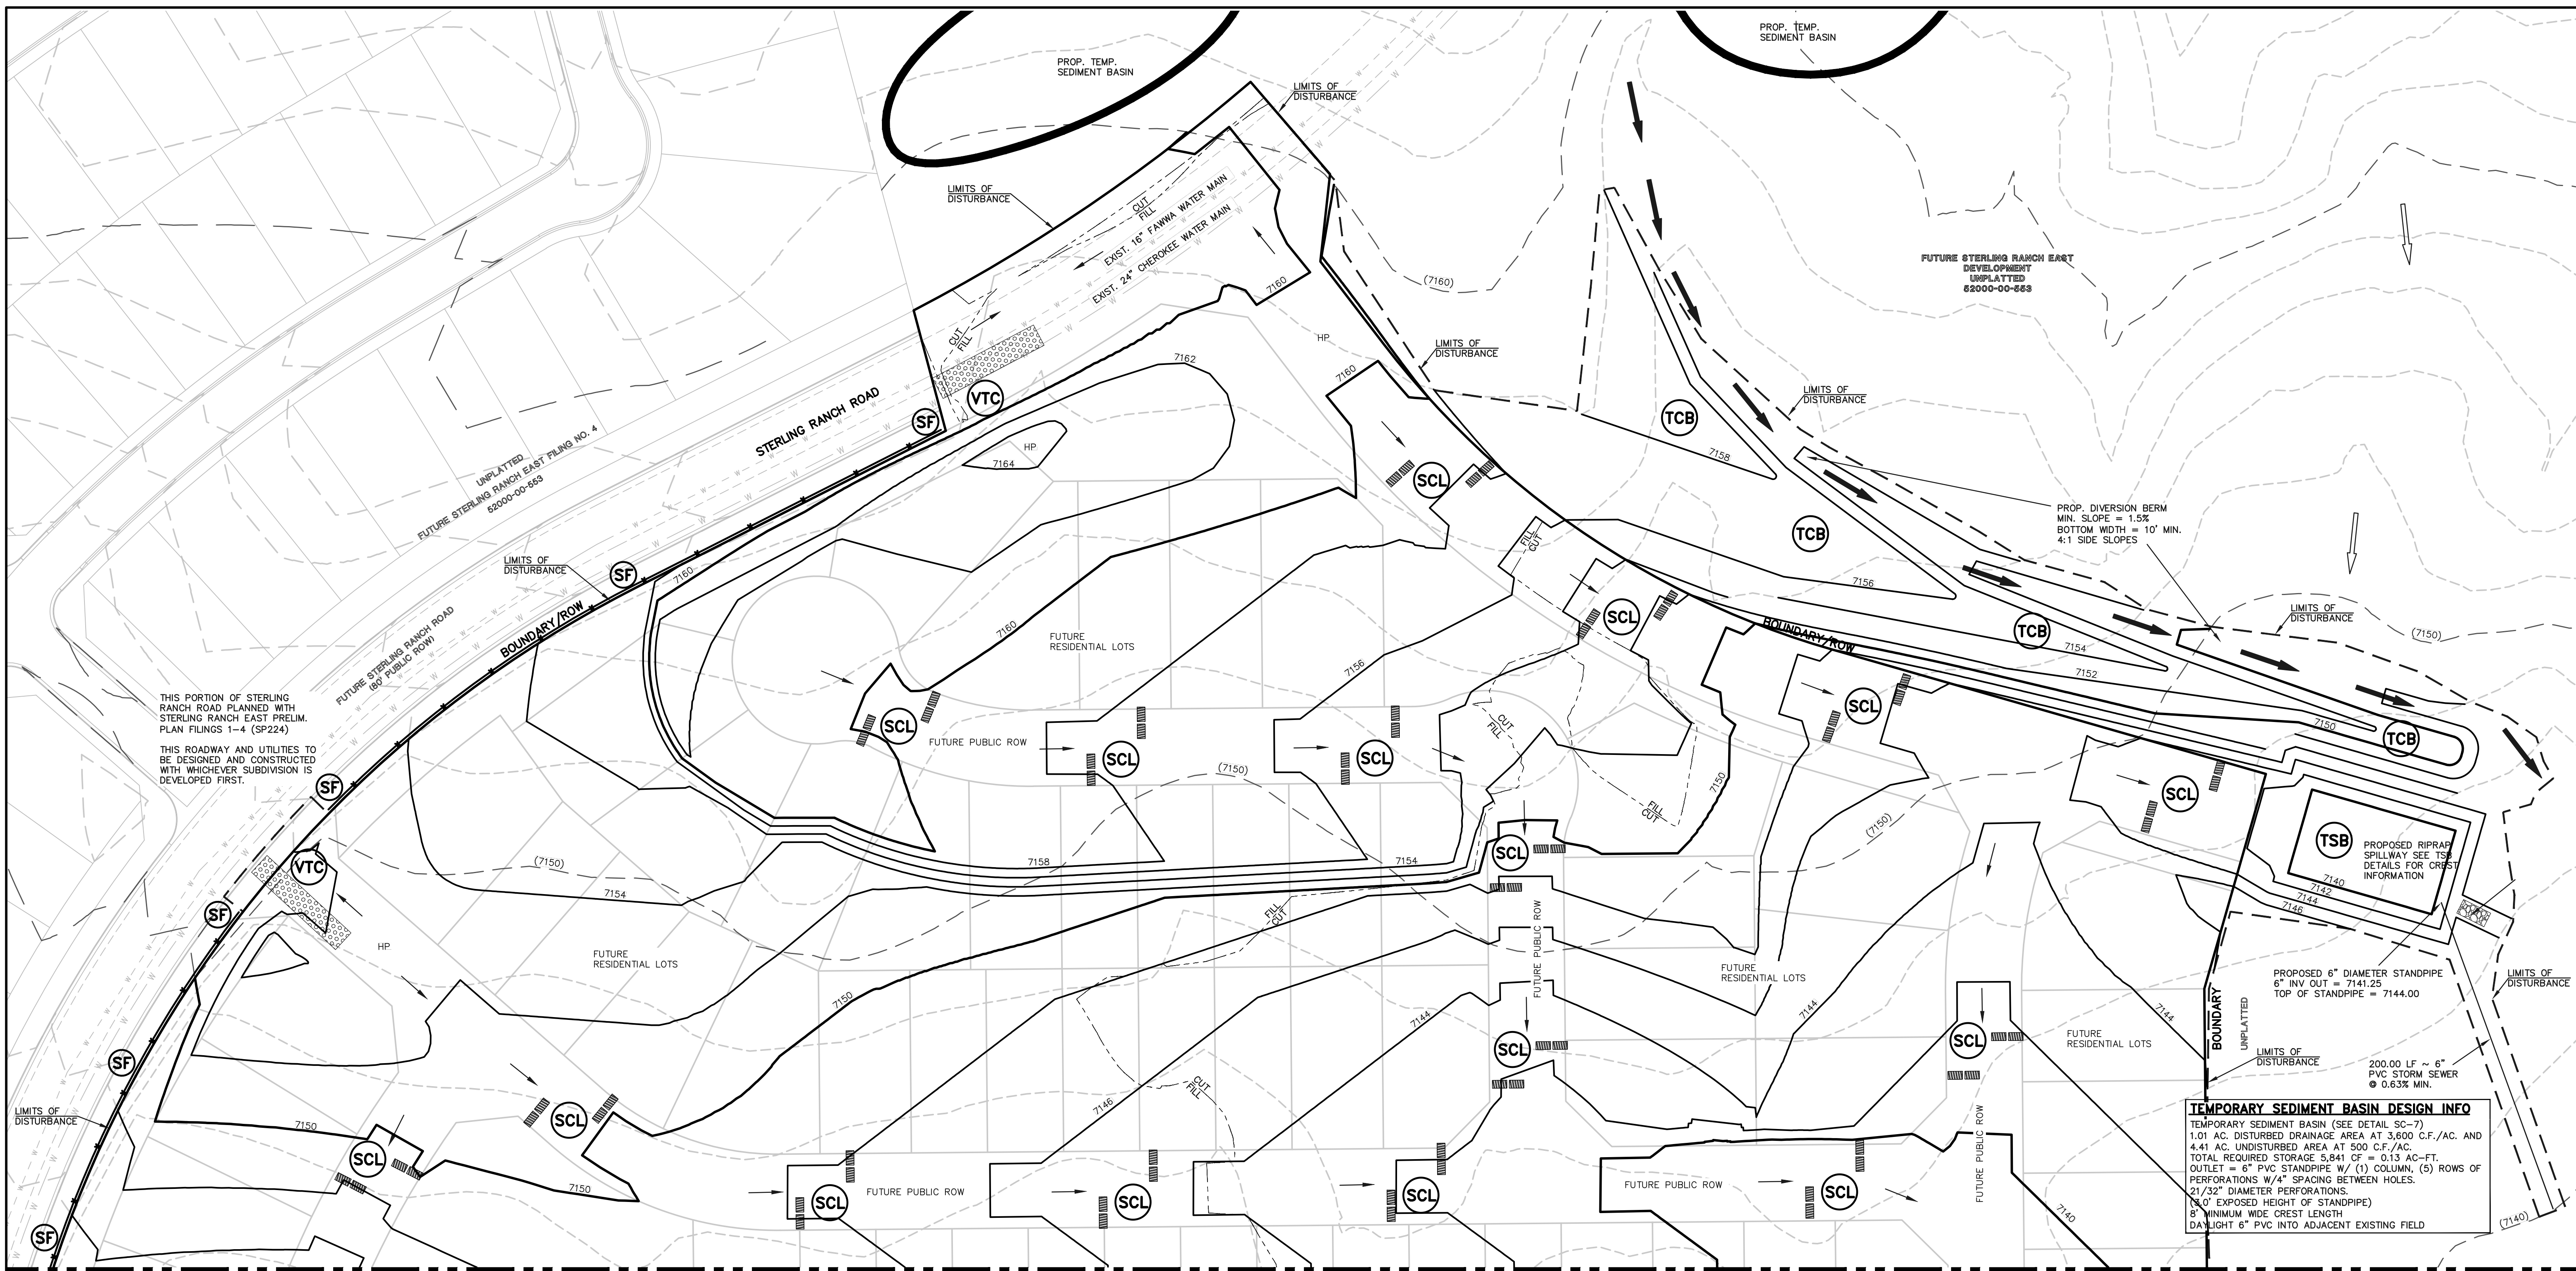 PROP. TEMP.
SEDIMENT BASIN
PROP. TEMP.
SEDIMENT BASIN
LIMITS OF
DISTURBANCE
LIMITS OF
DISTURBANCE
CUT
FILL
EXIST. 16" FAWWA WATER MAIN
EXIST. 24" CHEROKEE WATER MAIN
7160
(7160)
FUTURE STERLING RANCH EAST
DEVELOPMENT
UNPLATTED
52000-00-553
CUT
FILL
HP
LIMITS OF
DISTURBANCE
7162
7160
VTC
SF
STERLING RANCH ROAD
LIMITS OF
DISTURBANCE
TCB
HP
7164
7158
SCL
UNPLATTED
FUTURE STERLING RANCH EAST FILING NO. 4
52000-00-553
PROP. DIVERSION BERM
MIN. SLOPE = 1.5%
BOTTOM WIDTH = 10' MIN.
4:1 SIDE SLOPES
TCB
FILL
CUT
LIMITS OF
DISTURBANCE
SF
7160
7156
SCL
LIMITS OF
DISTURBANCE
BOUNDARY/ROW
BOUNDARY/ROW
7160
FUTURE
RESIDENTIAL LOTS
TCB
(7150)
FUTURE STERLING RANCH ROAD
(80' PUBLIC ROW)
7156
7154
7152
THIS PORTION OF STERLING
RANCH ROAD PLANNED WITH
STERLING RANCH EAST PRELIM.
PLAN FILINGS 1-4 (SP224)
THIS ROADWAY AND UTILITIES TO
BE DESIGNED AND CONSTRUCTED
WITH WHICHEVER SUBDIVISION IS
DEVELOPED FIRST.
SCL
FUTURE PUBLIC ROW
SCL
SCL
CUT
FILL
SCL
7150
TCB
(7150)
7150
SF
SCL
FILL
CUT
(7150)
TSB
PROPOSED RIPRAP
SPILLWAY SEE TSB
DETAILS FOR CREST
INFORMATION
VTC
(7150)
7158
7154
SCL
7140
7142
7144
7146
7154
SF
FILL
CUT
FUTURE PUBLIC ROW
HP
FUTURE
RESIDENTIAL LOTS
FUTURE
RESIDENTIAL LOTS
PROPOSED 6" DIAMETER STANDPIPE
6" INV OUT = 7141.25
TOP OF STANDPIPE = 7144.00
LIMITS OF
DISTURBANCE
7150
7144
7144
7144
BOUNDARY
UNPLATTED
SCL
SCL
FUTURE
RESIDENTIAL LOTS
SF
LIMITS OF
DISTURBANCE
200.00 LF ~ 6"
PVC STORM SEWER
@ 0.63% MIN.
CUT
FILL
7146
LIMITS OF
DISTURBANCE
7150
SCL
SCL
7150
FUTURE PUBLIC ROW
TEMPORARY SEDIMENT BASIN DESIGN INFO
TEMPORARY SEDIMENT BASIN (SEE DETAIL SC-7)
1.01 AC. DISTURBED DRAINAGE AREA AT 3,600 C.F./AC. AND
4.41 AC. UNDISTURBED AREA AT 500 C.F./AC.
TOTAL REQUIRED STORAGE 5,841 CF = 0.13 AC-FT.
OUTLET = 6" PVC STANDPIPE W/ (1) COLUMN, (5) ROWS OF
PERFORATIONS W/4" SPACING BETWEEN HOLES.
21/32" DIAMETER PERFORATIONS.
(3.0' EXPOSED HEIGHT OF STANDPIPE)
8' MINIMUM WIDE CREST LENGTH
DAYLIGHT 6" PVC INTO ADJACENT EXISTING FIELD
SCL
FUTURE PUBLIC ROW
SCL
SCL
FUTURE PUBLIC ROW
SCL
7140
(7140)
SF